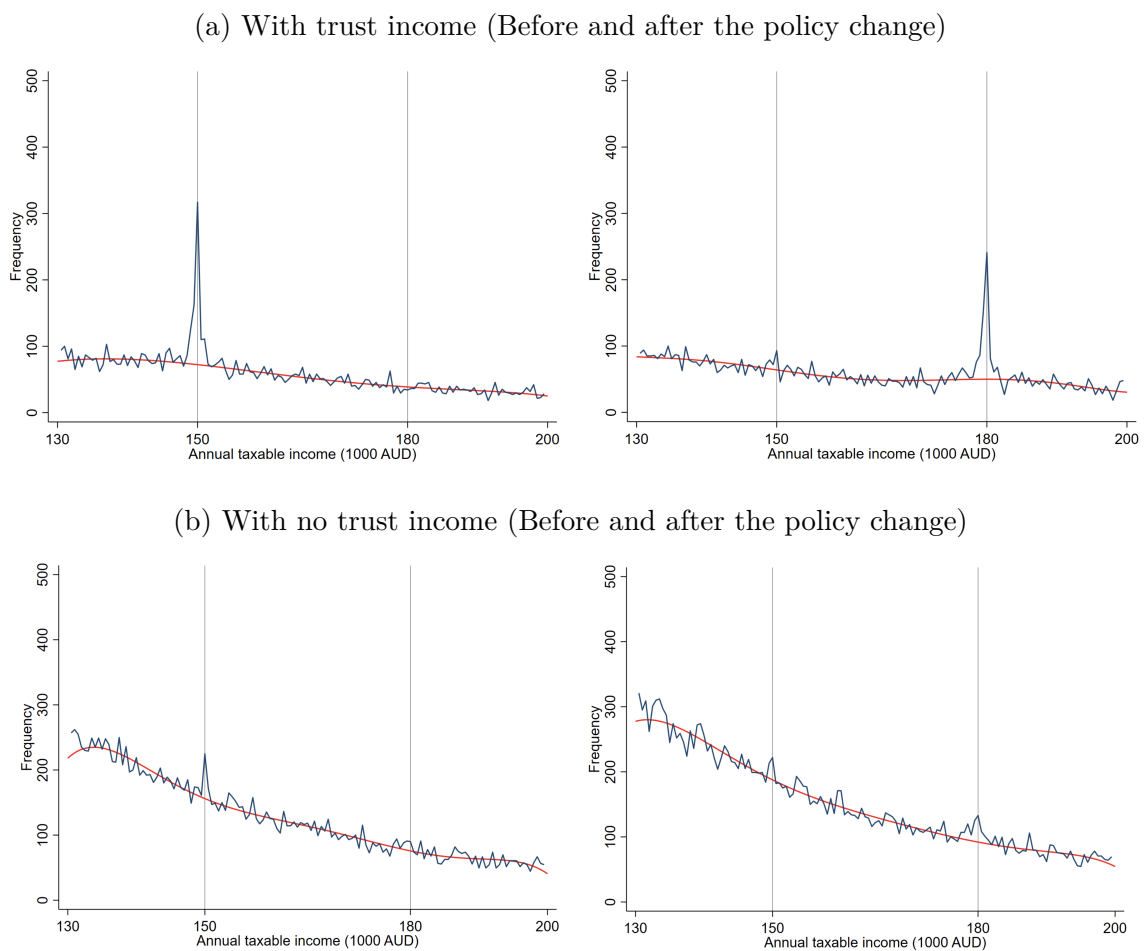 (a) With trust income (Before and after the policy change)
500
400
300
200
100
0
Frequency
130 150 180 200
Annual taxable income (1000 AUD)
500
400
300
200
100
0
Frequency
130 150 180 200
Annual taxable income (1000 AUD)
(b) With no trust income (Before and after the policy change)
500
400
300
200
100
0
Frequency
130 150 180 200
Annual taxable income (1000 AUD)
500
400
300
200
100
0
Frequency
130 150 180 200
Annual taxable income (1000 AUD)